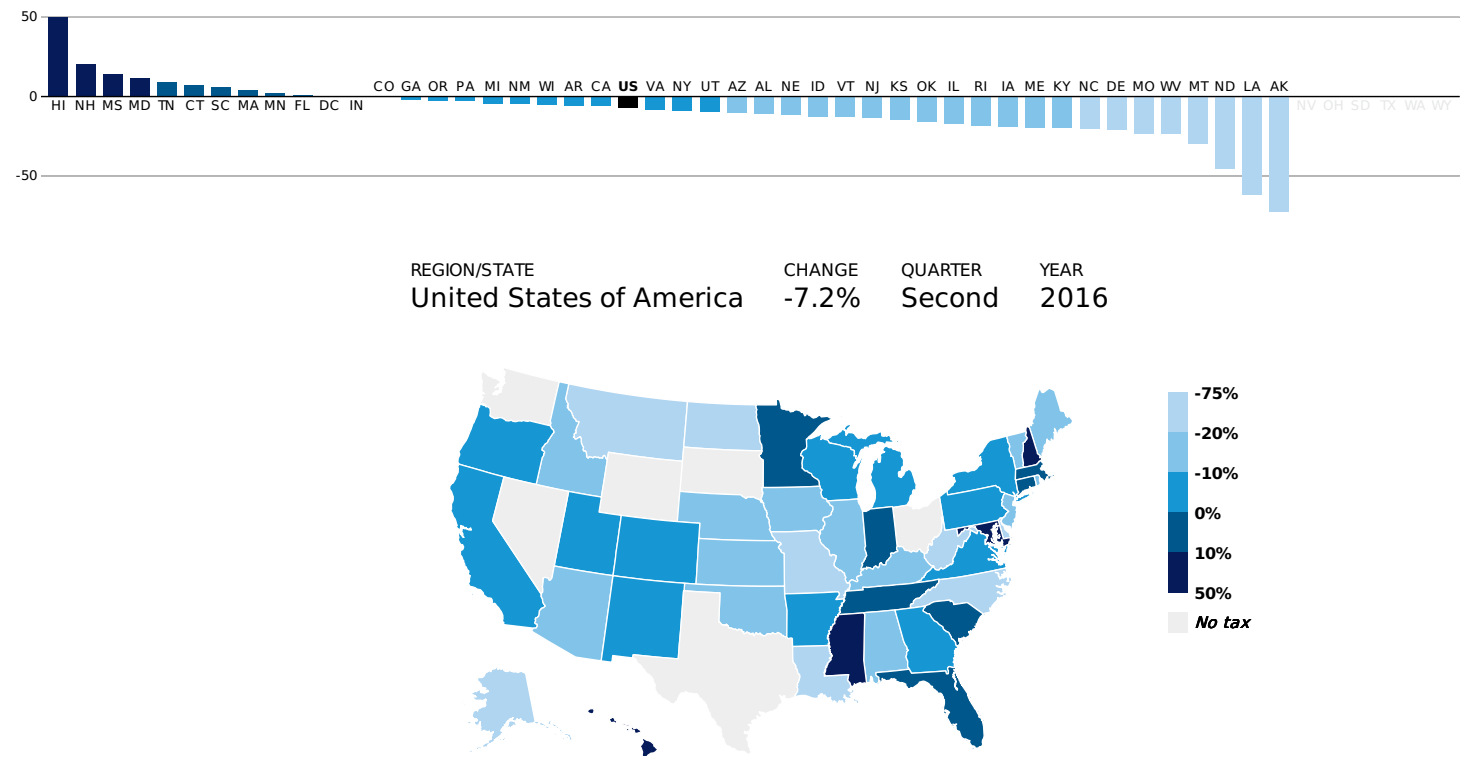 50
CO GA OR PA MI NM WI AR CA US VA NY UT AZ AL NE ID VT NJ KS OK IL RI IA ME KY NC DE MO WV MT ND LA AK
0
HI NH MS MD TN CT SC MA MN FL DC IN NV OH SD TX WA WY
-50
REGION/STATE CHANGE QUARTER YEAR
United States of America -7.2% Second 2016
-75%
-20%
-10%
0%
10%
50%
No tax